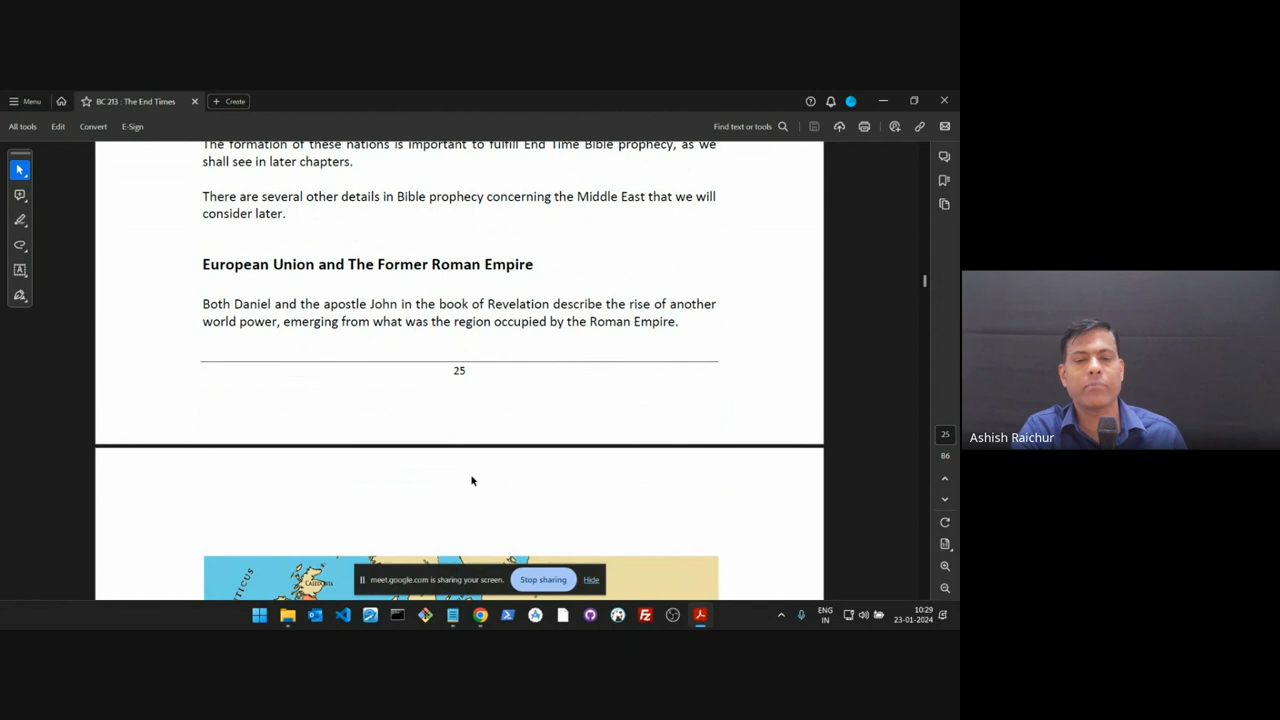 Menu
BC 213 : The End Times
Create
All tools
Edit
Convert
E-Sign
Find text or tools
The formation of these nations is important to fulfill End Time Bible prophecy, as we
shall see in later chapters.
There are several other details in Bible prophecy concerning the Middle East that we will
consider later.
European Union and The Former Roman Empire
Both Daniel and the apostle John in the book of Revelation describe the rise of another
world power, emerging from what was the region occupied by the Roman Empire.
25
25
86
Ashish Raichur
TICUS
CALEDONIA
meet.google.com is sharing your screen.
Stop sharing
Hide
ENG
IN
10:29
23-01-2024